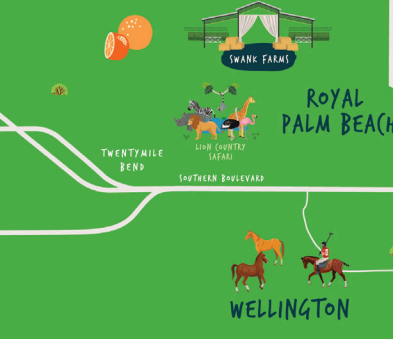 SWANK FARMS
ROYAL
PALM BEACH
LION COUNTRY
SAFARI
TWENTYMILE
BEND
SOUTHERN BOULEVARD
WELLINGTON